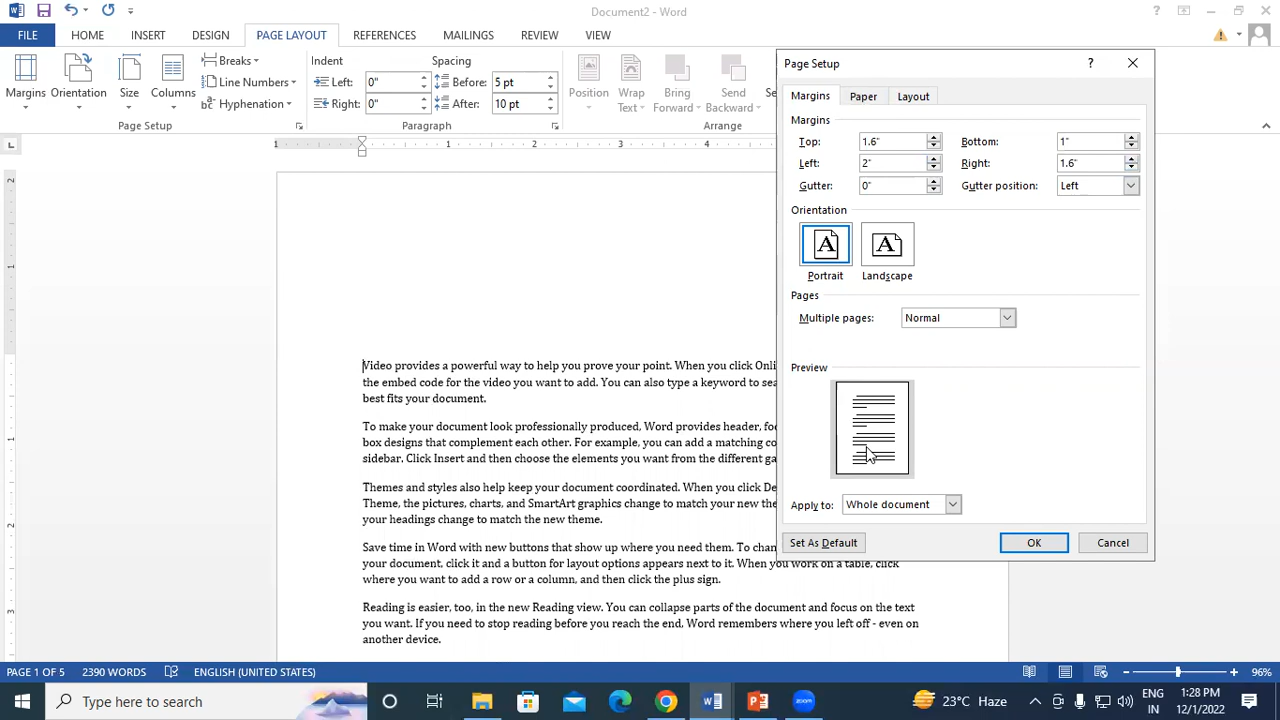 Document2 - Word
FILE HOME INSERT DESIGN PAGE LAYOUT REFERENCES MAILINGS REVIEW VIEW
Margins Orientation Size Columns
Breaks
Line Numbers
Hyphenation
Page Setup
Indent Spacing
Left: 0" Before: 5 pt
Right: 0" After: 10 pt
Paragraph
Position Wrap Text Bring Forward Send Backward Se
Arrange
Page Setup
Margins Paper Layout
Margins
Top: 1.6" Bottom: 1"
Left: 2" Right: 1.6"
Gutter: 0" Gutter position: Left
Orientation
A A
Portrait Landscape
Pages
Multiple pages: Normal
Preview
Apply to: Whole document
Set As Default OK Cancel
1 1 2 3 4
2
1
1
2
3
Video provides a powerful way to help you prove your point. When you click Onli
the embed code for the video you want to add. You can also type a keyword to sea
best fits your document.
To make your document look professionally produced, Word provides header, foo
box designs that complement each other. For example, you can add a matching co
sidebar. Click Insert and then choose the elements you want from the different ga
Themes and styles also help keep your document coordinated. When you click De
Theme, the pictures, charts, and SmartArt graphics change to match your new the
your headings change to match the new theme.
Save time in Word with new buttons that show up where you need them. To chan
your document, click it and a button for layout options appears next to it. When you work on a table, click
where you want to add a row or a column, and then click the plus sign.
Reading is easier, too, in the new Reading view. You can collapse parts of the document and focus on the text
you want. If you need to stop reading before you reach the end, Word remembers where you left off - even on
another device.
PAGE 1 OF 5 2390 WORDS ENGLISH (UNITED STATES) 96%
Type here to search
zoom
23°C Haze
ENG
IN
1:28 PM
12/1/2022